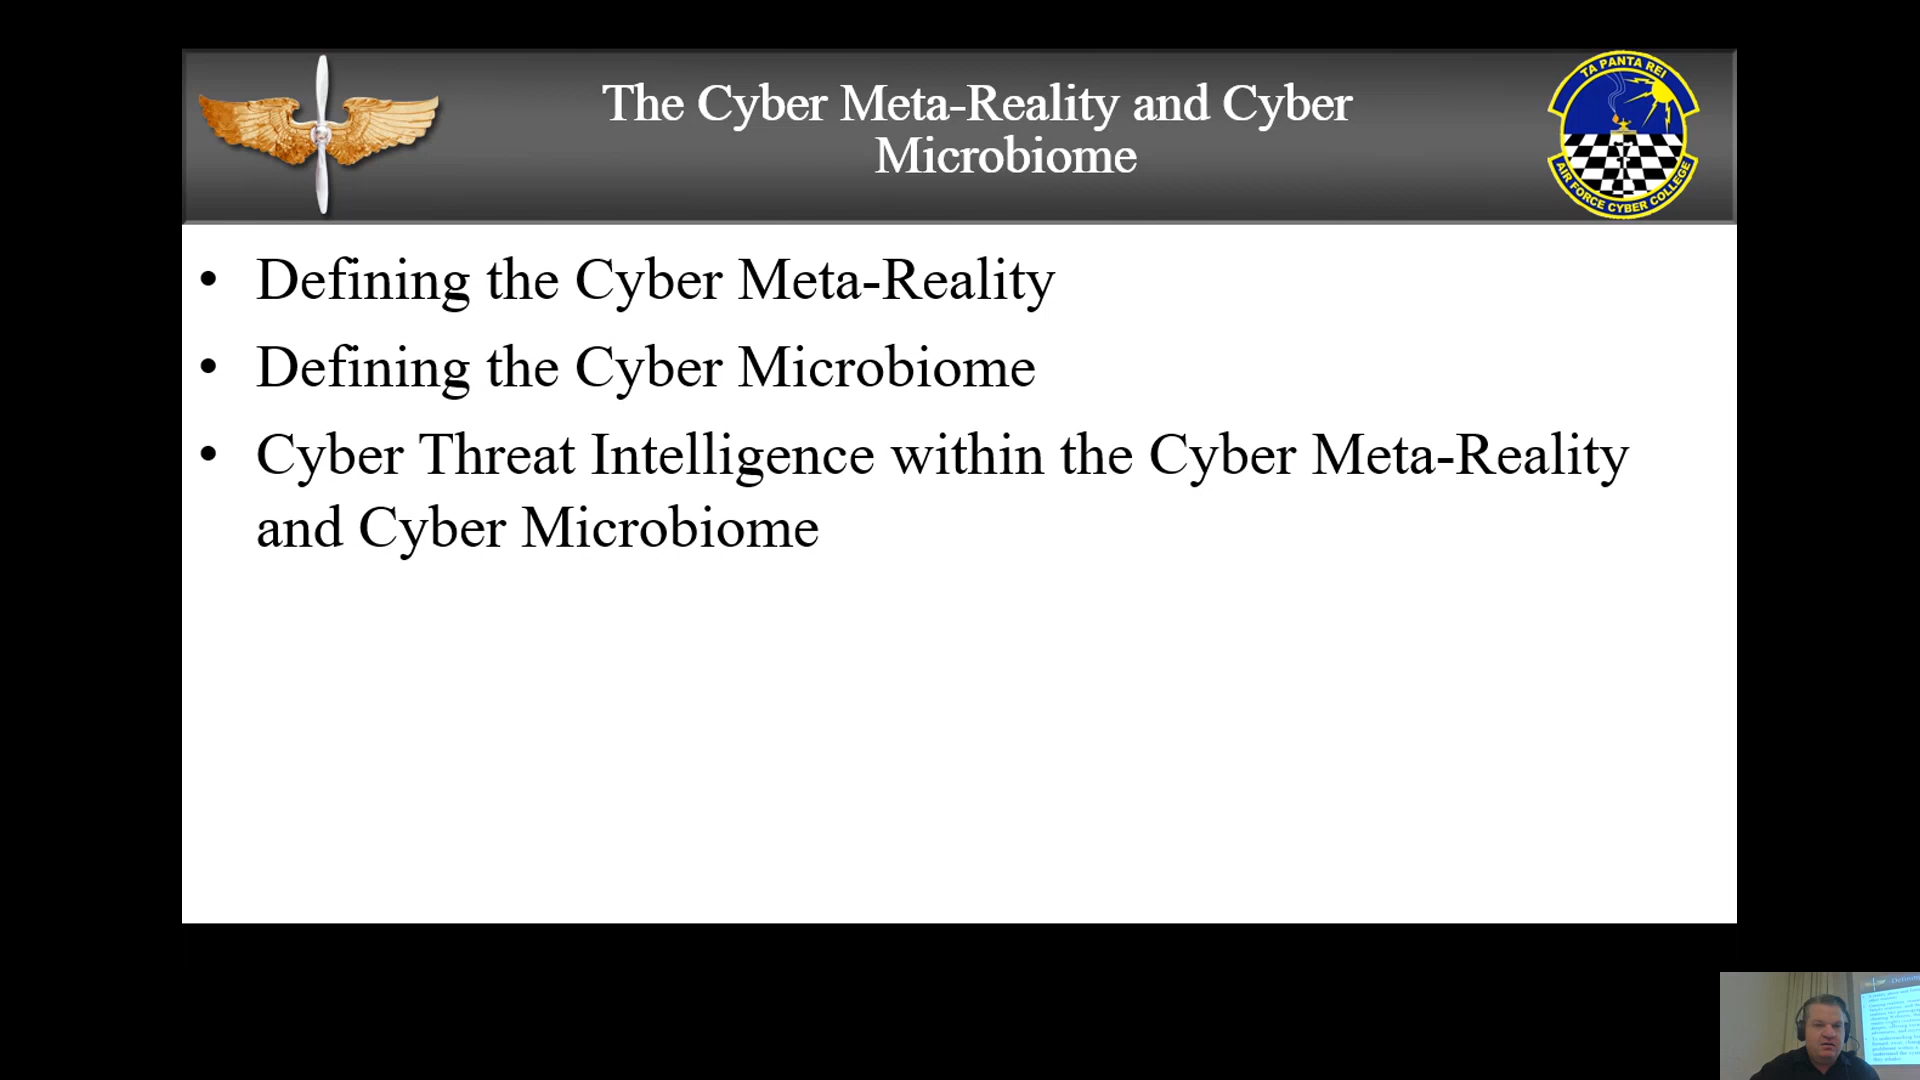 The Cyber Meta-Reality and Cyber
Microbiome
TA PANTA REI
AIR FORCE CYBER COLLEGE
• Defining the Cyber Meta-Reality
• Defining the Cyber Microbiome
• Cyber Threat Intelligence within the Cyber Meta-Reality
and Cyber Microbiome